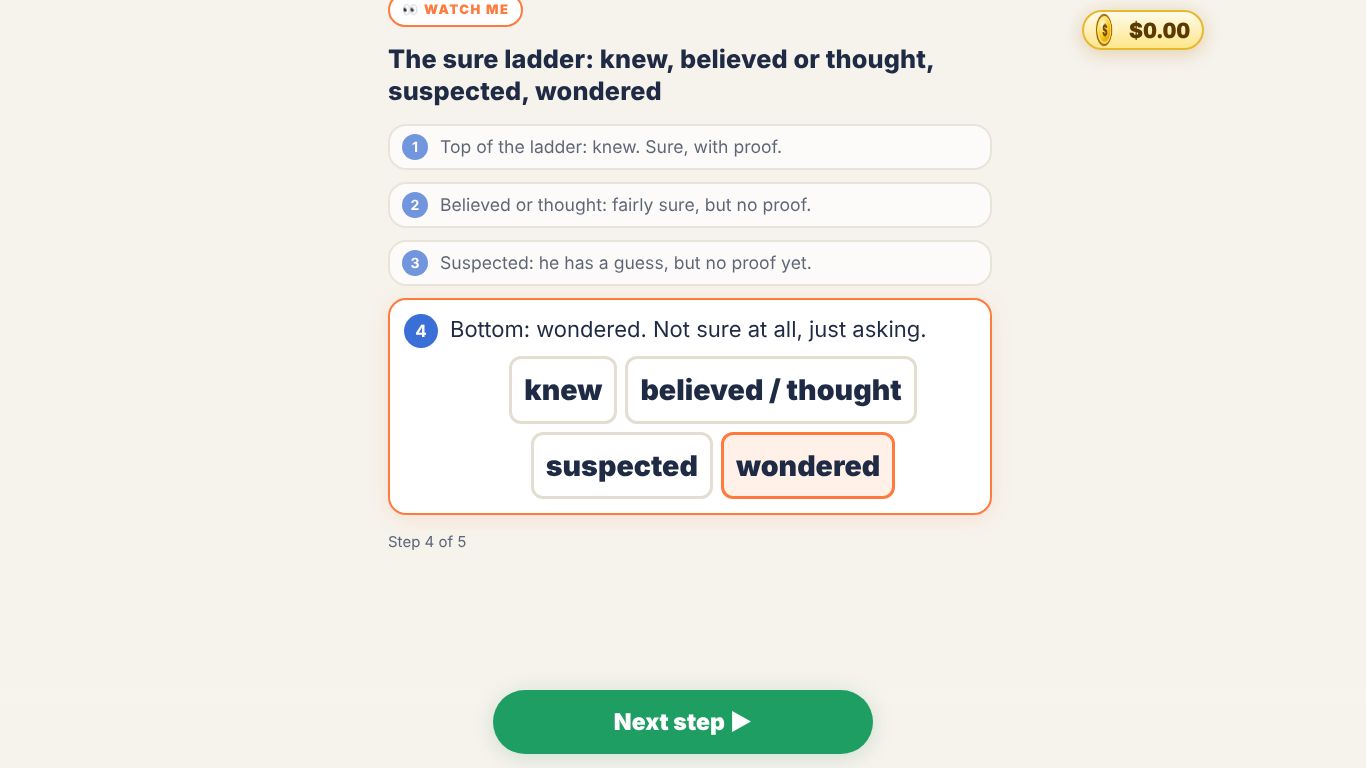 👀 WATCH ME
$0.00
The sure ladder: knew, believed or thought,
suspected, wondered
1 Top of the ladder: knew. Sure, with proof.
2 Believed or thought: fairly sure, but no proof.
3 Suspected: he has a guess, but no proof yet.
4 Bottom: wondered. Not sure at all, just asking.
knew believed / thought
suspected wondered
Step 4 of 5
Next step ▶